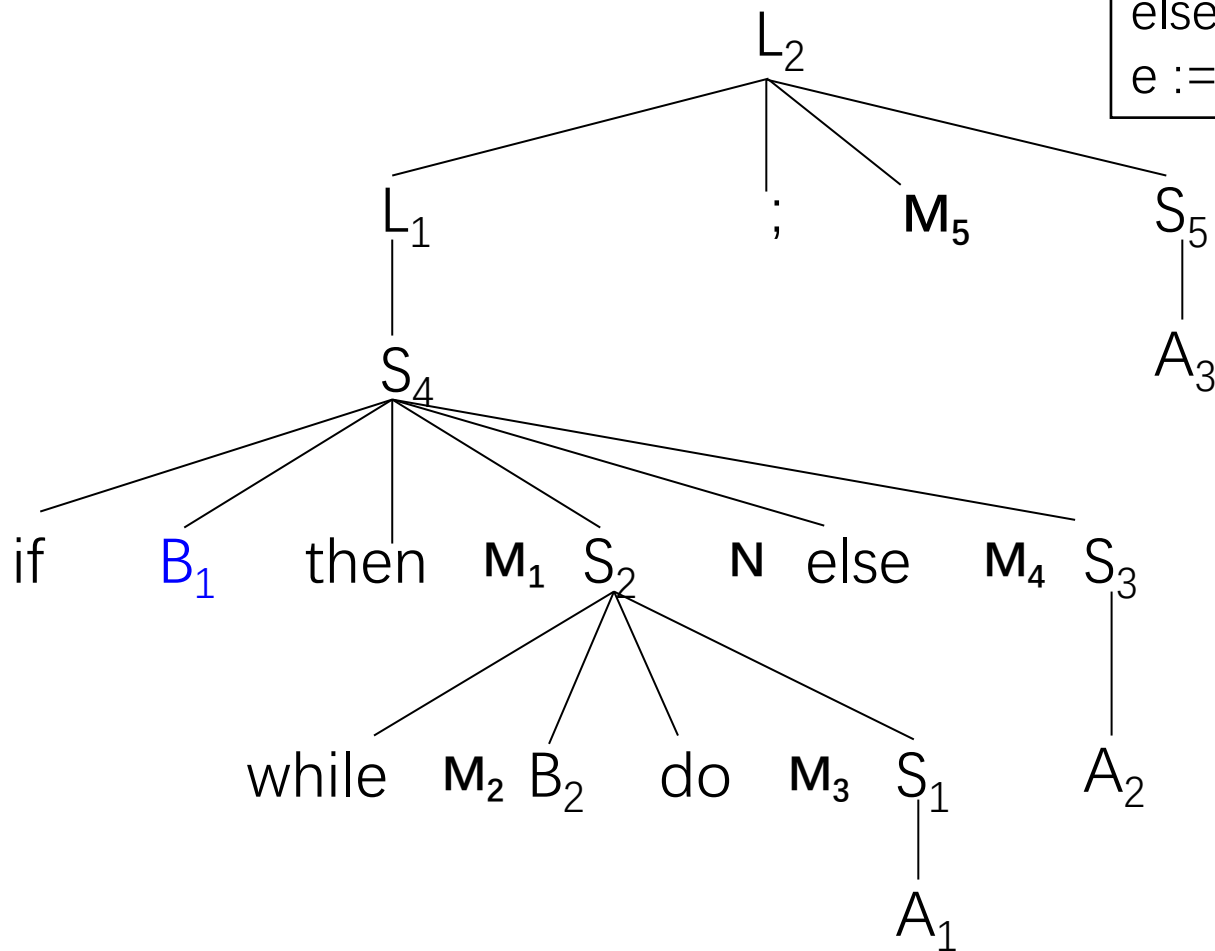 else
e :=
L₂
L₁ ; M₅ S₅
A₃
S₄
if B₁ then M₁ S₂ N else M₄ S₃
while M₂ B₂ do M₃ S₁ A₂
A₁